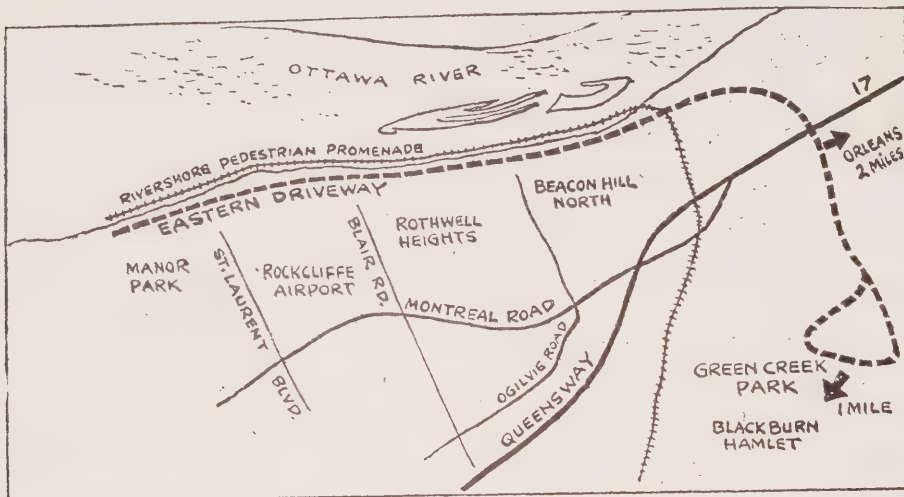 OTTAWA RIVER
17
ORLEANS
2 MILES
RIVERSHORE PEDESTRIAN PROMENADE
EASTERN DRIVEWAY
BEACON HILL
NORTH
ROTHWELL
HEIGHTS
BLAIR RD.
ROCKCLIFFE
AIRPORT
ST. LAURENT
BLVD.
MANOR
PARK
MONTREAL ROAD
OGILVIE ROAD
QUEENSWAY
GREEN CREEK
PARK
1 MILE
BLACKBURN
HAMLET